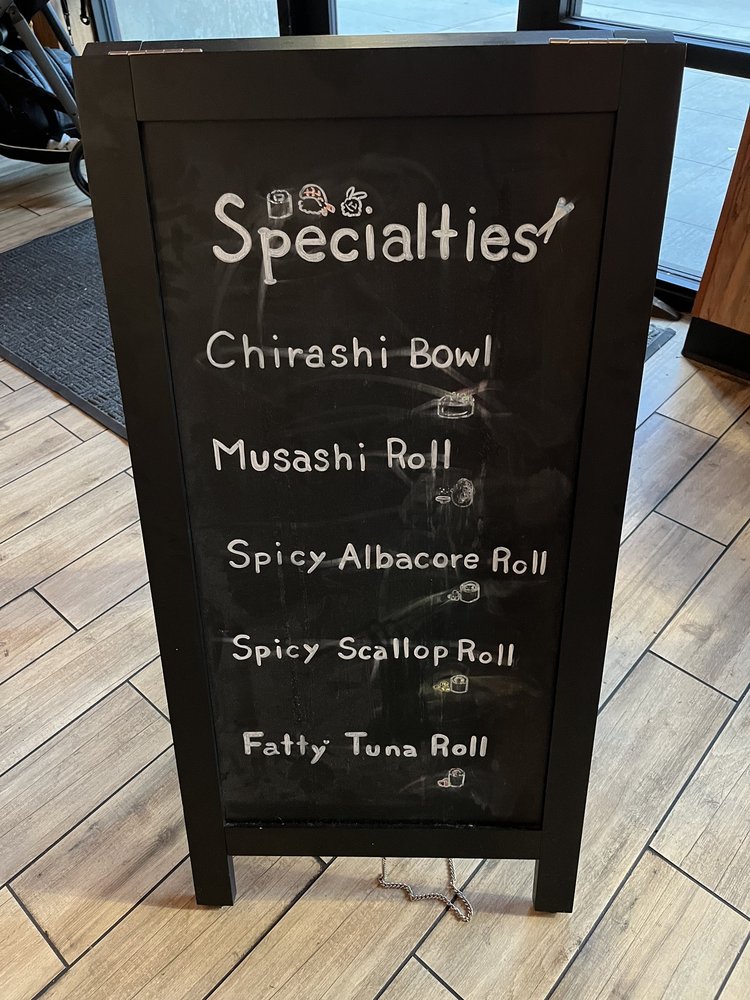 Specialties
Chirashi Bowl
Musashi Roll
Spicy Albacore Roll
Spicy Scallop Roll
Fatty Tuna Roll